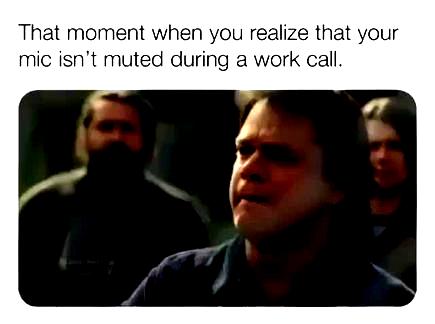 That moment when you realize that your
mic isn’t muted during a work call.